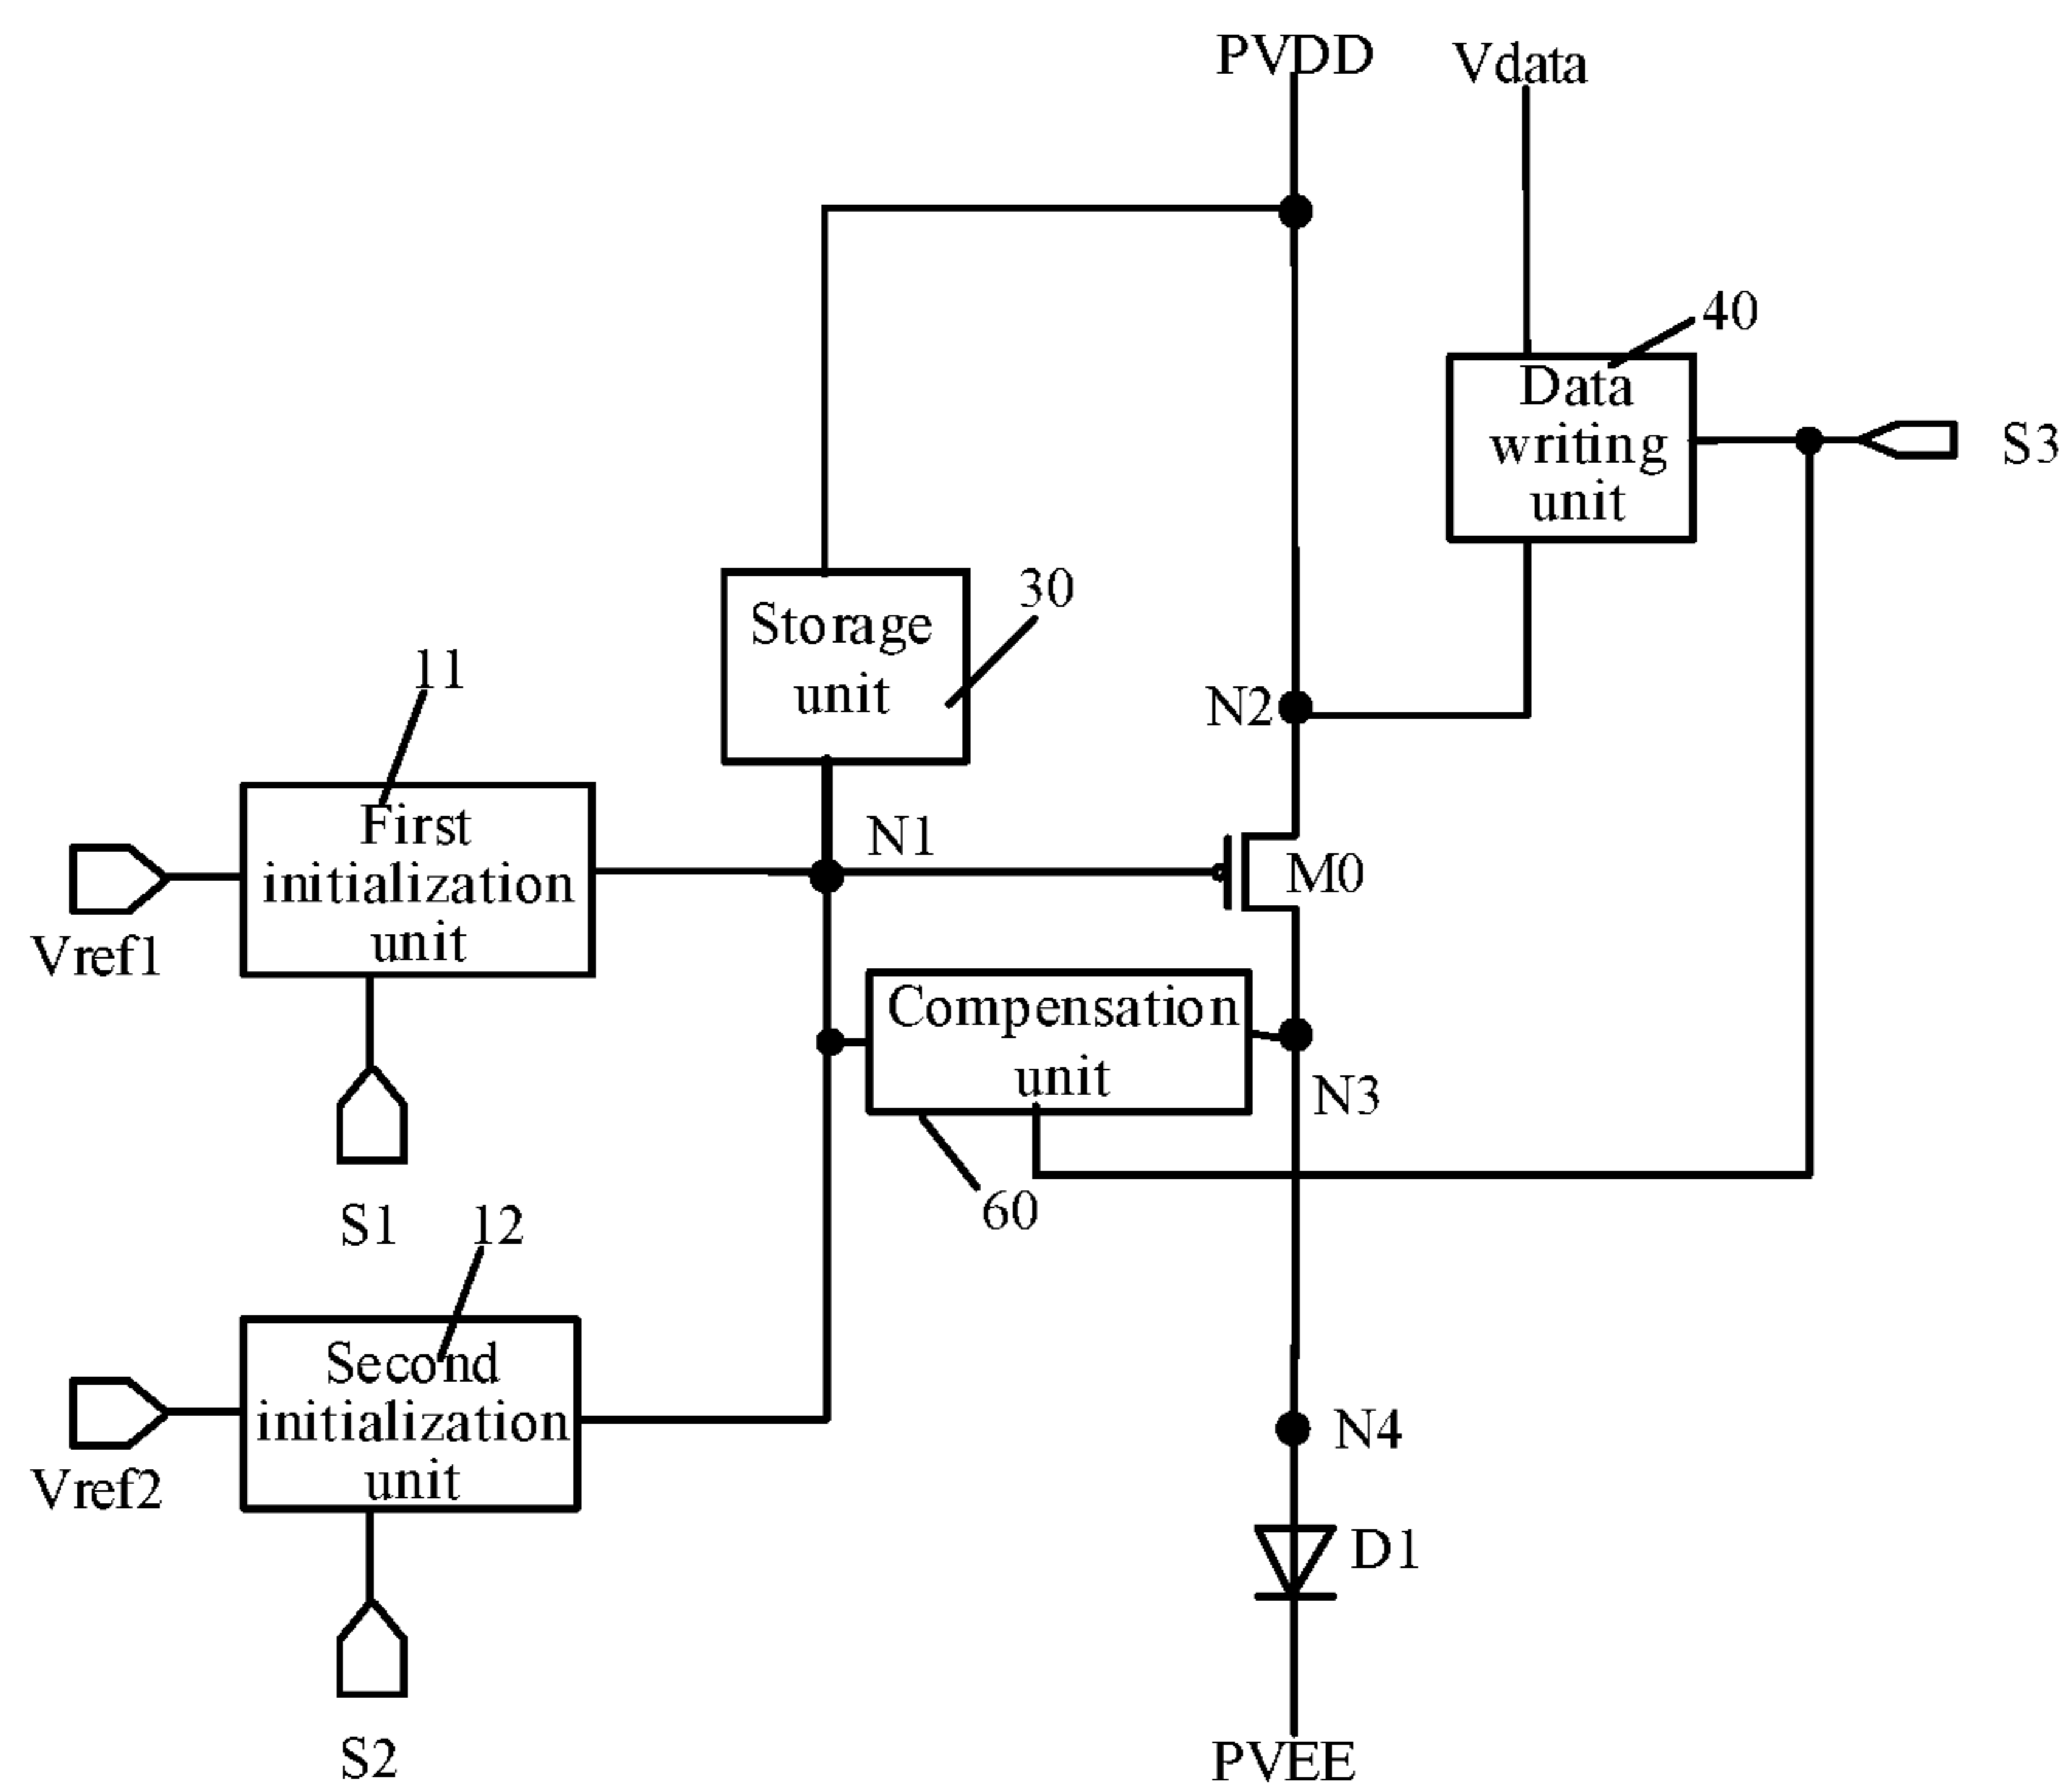 PVDD
Vdata
40
Data
writing
unit
S3
30
Storage
unit
11
N2
First
initialization
unit
N1
M0
Vref1
Compensation
unit
N3
60
S1
12
Second
initialization
unit
Vref2
N4
D1
S2
PVEE